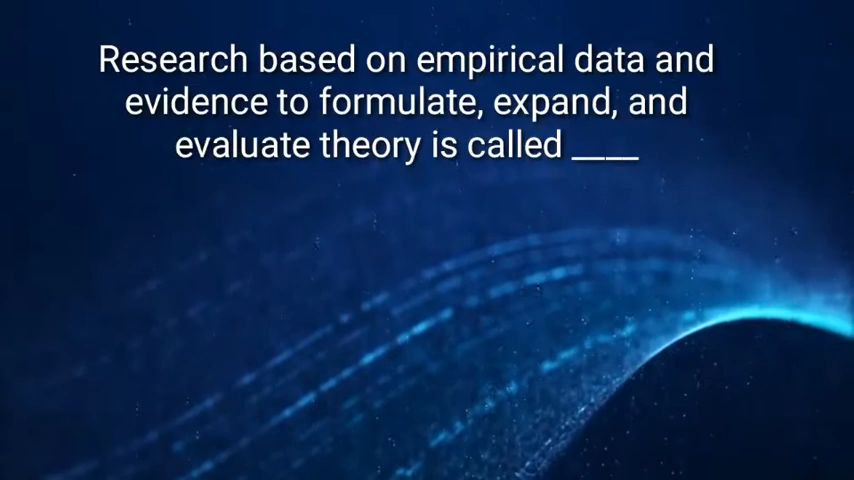 Research based on empirical data and
evidence to formulate, expand, and
evaluate theory is called ____